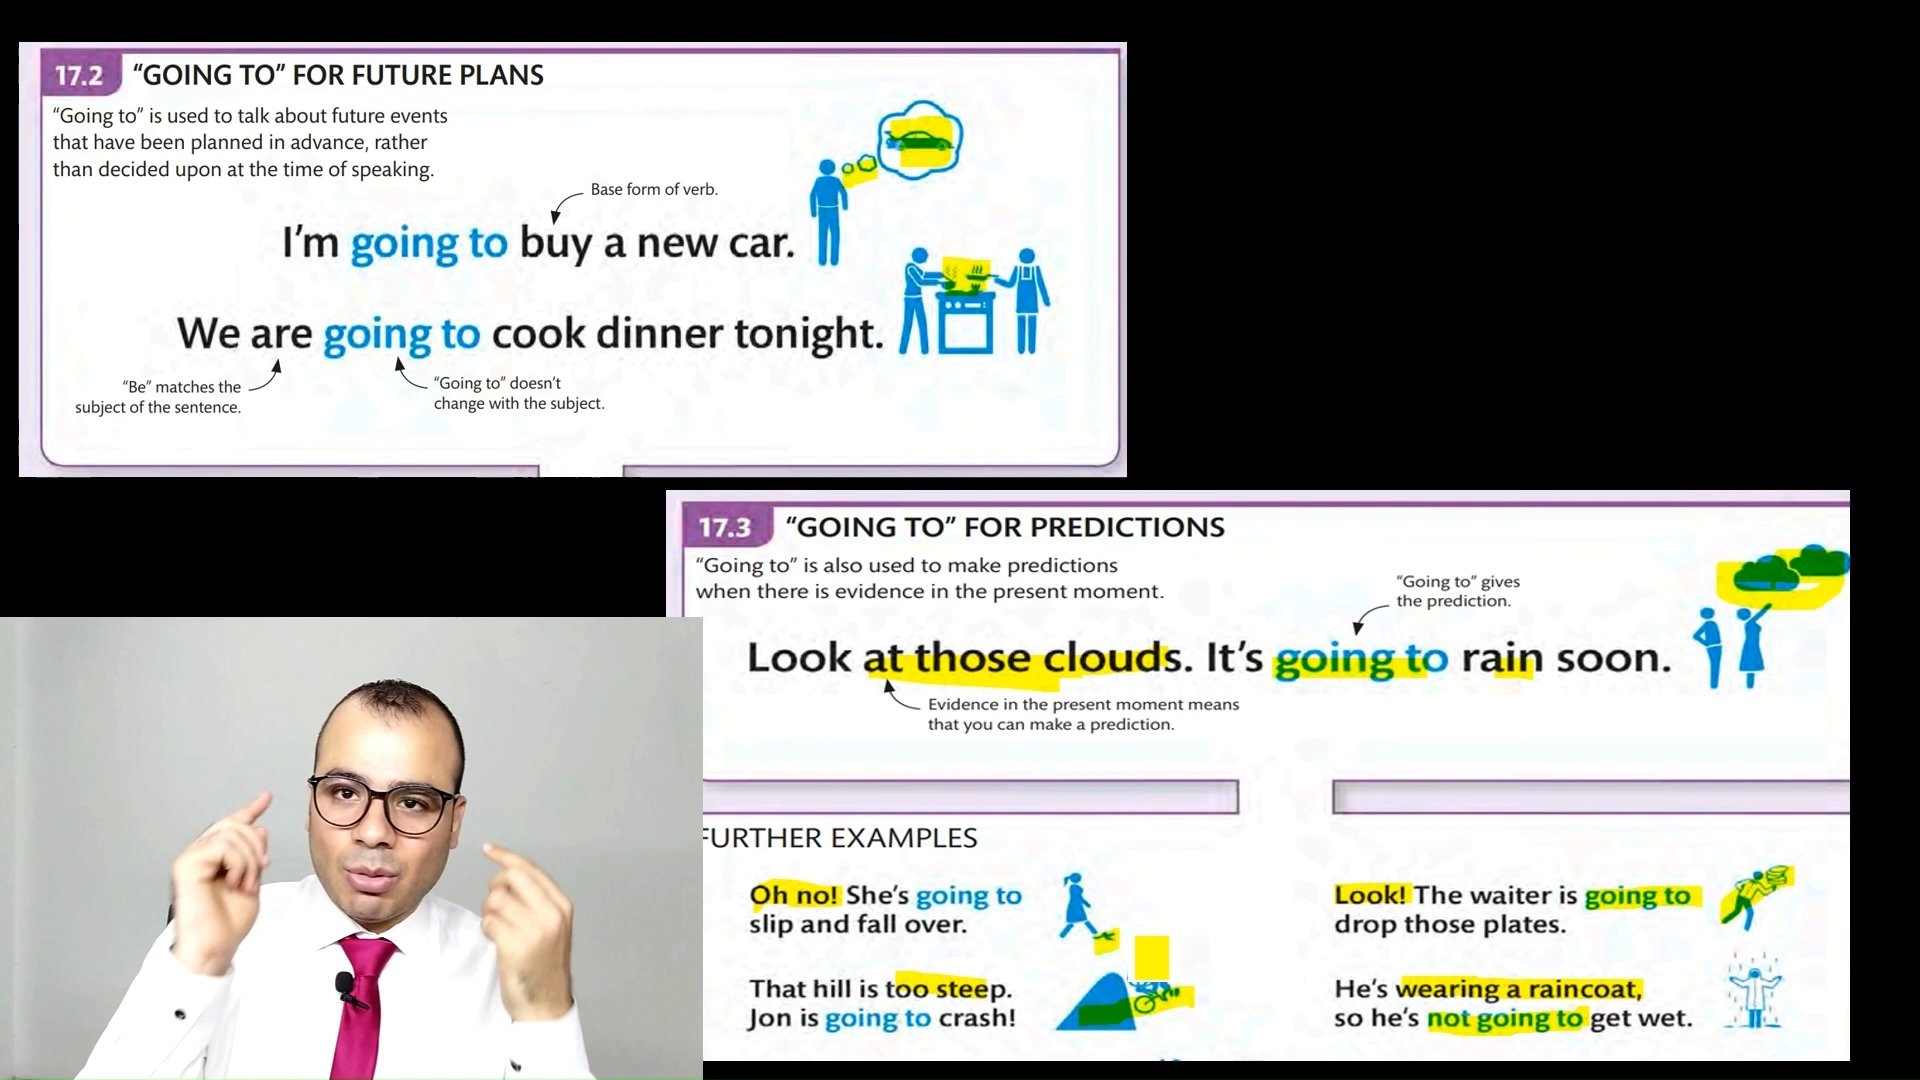 17.2 “GOING TO” FOR FUTURE PLANS
“Going to” is used to talk about future events
that have been planned in advance, rather
than decided upon at the time of speaking.
Base form of verb.
I’m going to buy a new car.
We are going to cook dinner tonight.
“Be” matches the
subject of the sentence.
“Going to” doesn’t
change with the subject.
17.3 “GOING TO” FOR PREDICTIONS
“Going to” is also used to make predictions
when there is evidence in the present moment.
“Going to” gives
the prediction.
Look at those clouds. It’s going to rain soon.
Evidence in the present moment means
that you can make a prediction.
FURTHER EXAMPLES
Oh no! She’s going to
slip and fall over.
That hill is too steep.
Jon is going to crash!
Look! The waiter is going to
drop those plates.
He’s wearing a raincoat,
so he’s not going to get wet.